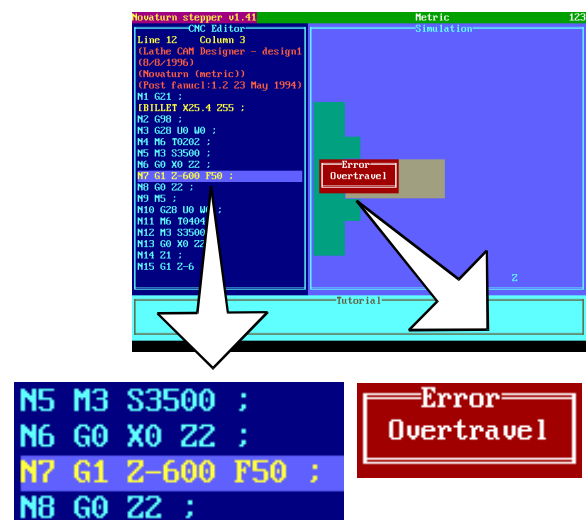 Novaturn stepper v1.41 Metric 123
CNC Editor
Simulation
Line 12 Column 3
(Lathe CAM Designer - design1
(8/8/1996)
(Novaturn (metric))
(Post fanuc1:1.2 23 May 1994)
N1 G21 ;
[BILLET X25.4 Z55 ;
N2 G98 ;
N3 G28 U0 W0 ;
N4 M6 T0202 ;
N5 M3 S3500 ;
N6 G0 X0 Z2 ;
N7 G1 Z-600 F50 ;
N8 G0 Z2 ;
N9 M5 ;
N10 G28 U0 W0
N11 M6 T0404
N12 M3 S3500
N13 G0 X0 Z2
N14 Z1 ;
N15 G1 Z-6
Error
Overtravel
Z
Tutorial
N5 M3 S3500 ;
N6 G0 X0 Z2 ;
N7 G1 Z-600 F50 ;
N8 G0 Z2 ;
Error
Overtravel